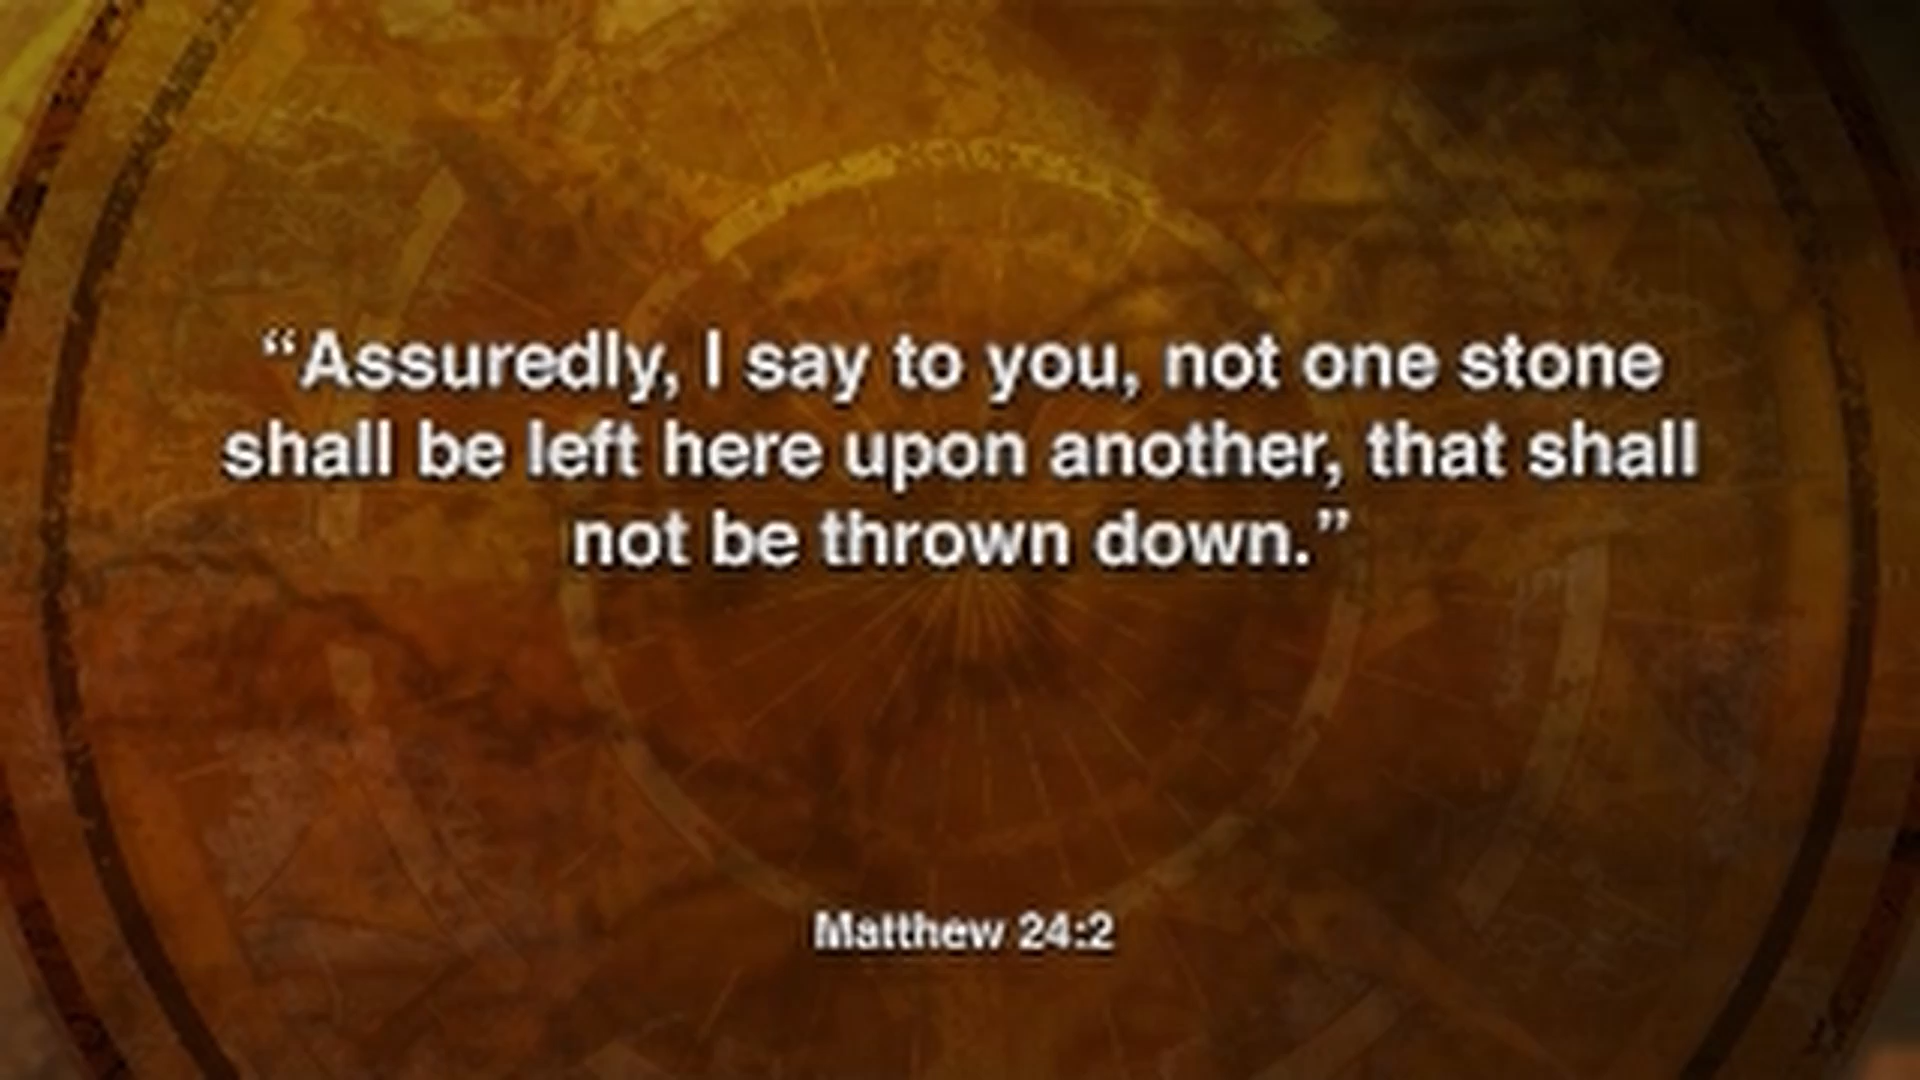 “Assuredly, I say to you, not one stone
shall be left here upon another, that shall
not be thrown down.”
Matthew 24:2